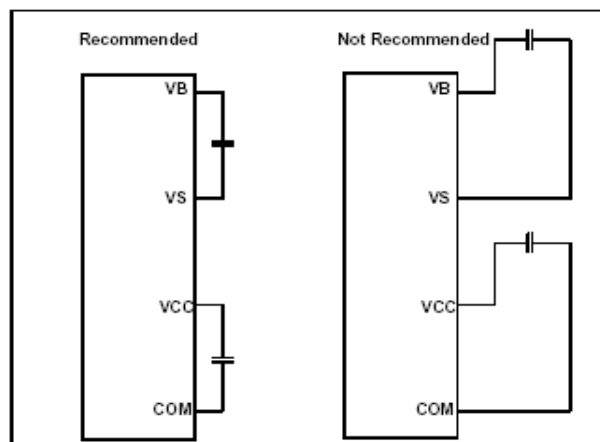 Recommended
Not Recommended
VB
VS
VCC
COM
VB
VS
VCC
COM